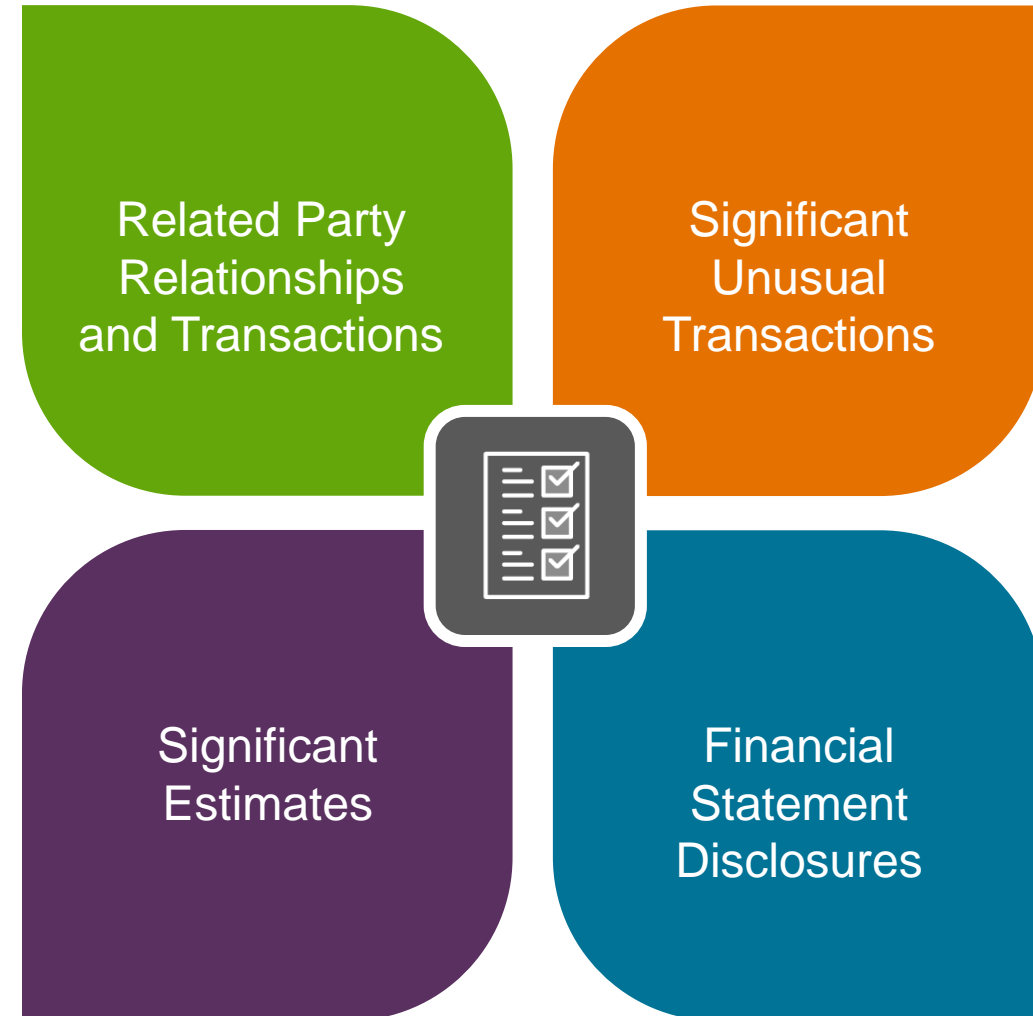 Related Party
Relationships
and Transactions
Significant
Unusual
Transactions
Significant
Estimates
Financial
Statement
Disclosures